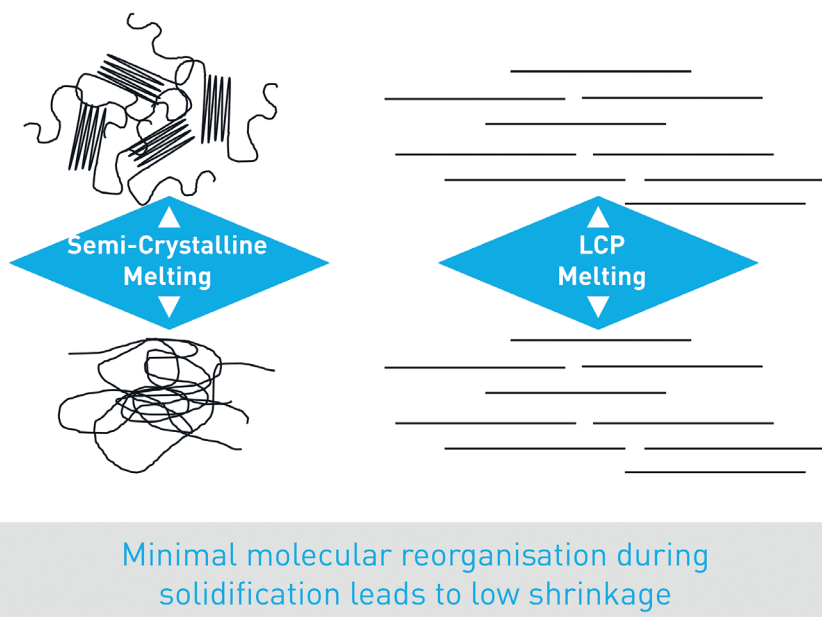 Semi-Crystalline
Melting
LCP
Melting
Minimal molecular reorganisation during
solidification leads to low shrinkage